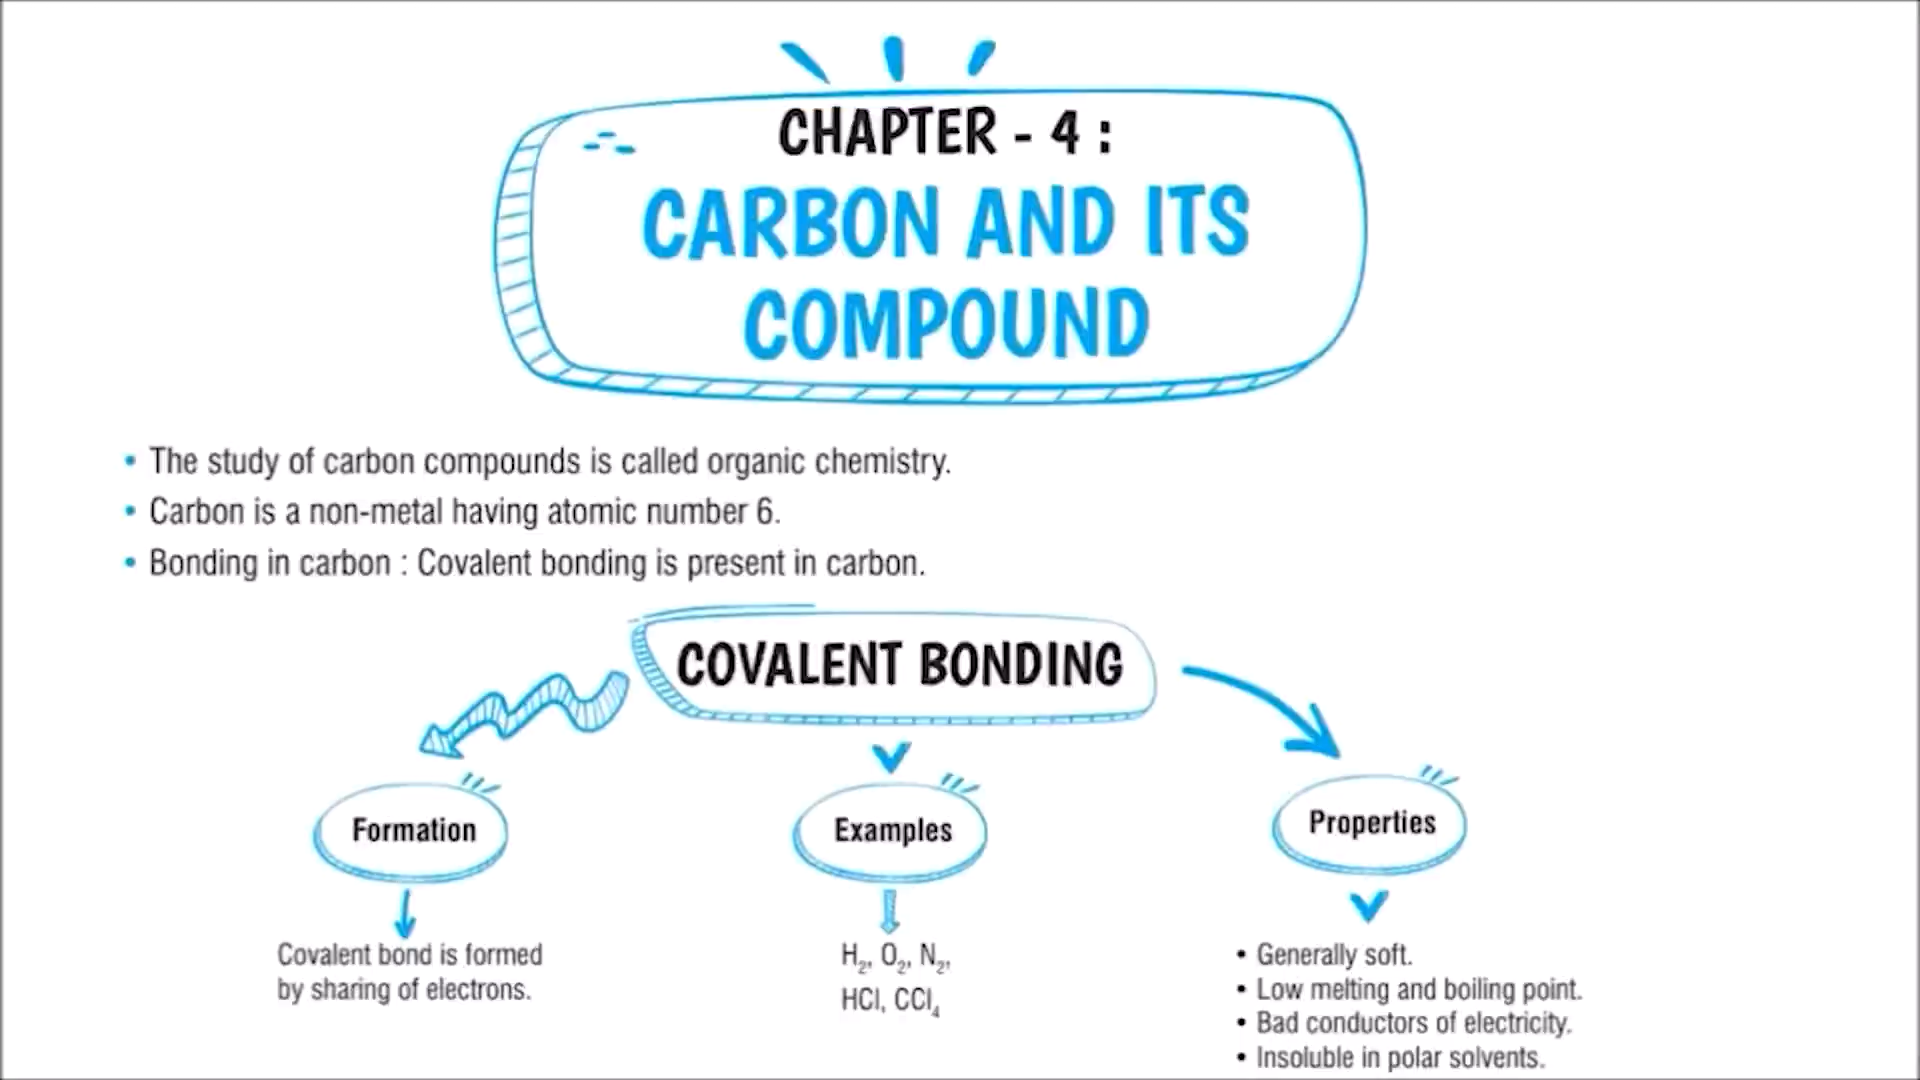 CHAPTER - 4 :
CARBON AND ITS
COMPOUND
• The study of carbon compounds is called organic chemistry.
• Carbon is a non-metal having atomic number 6.
• Bonding in carbon : Covalent bonding is present in carbon.
COVALENT BONDING
Formation
Examples
Properties
Covalent bond is formed
by sharing of electrons.
H₂, O₂, N₂,
HCl, CCl₄
• Generally soft.
• Low melting and boiling point.
• Bad conductors of electricity.
• Insoluble in polar solvents.